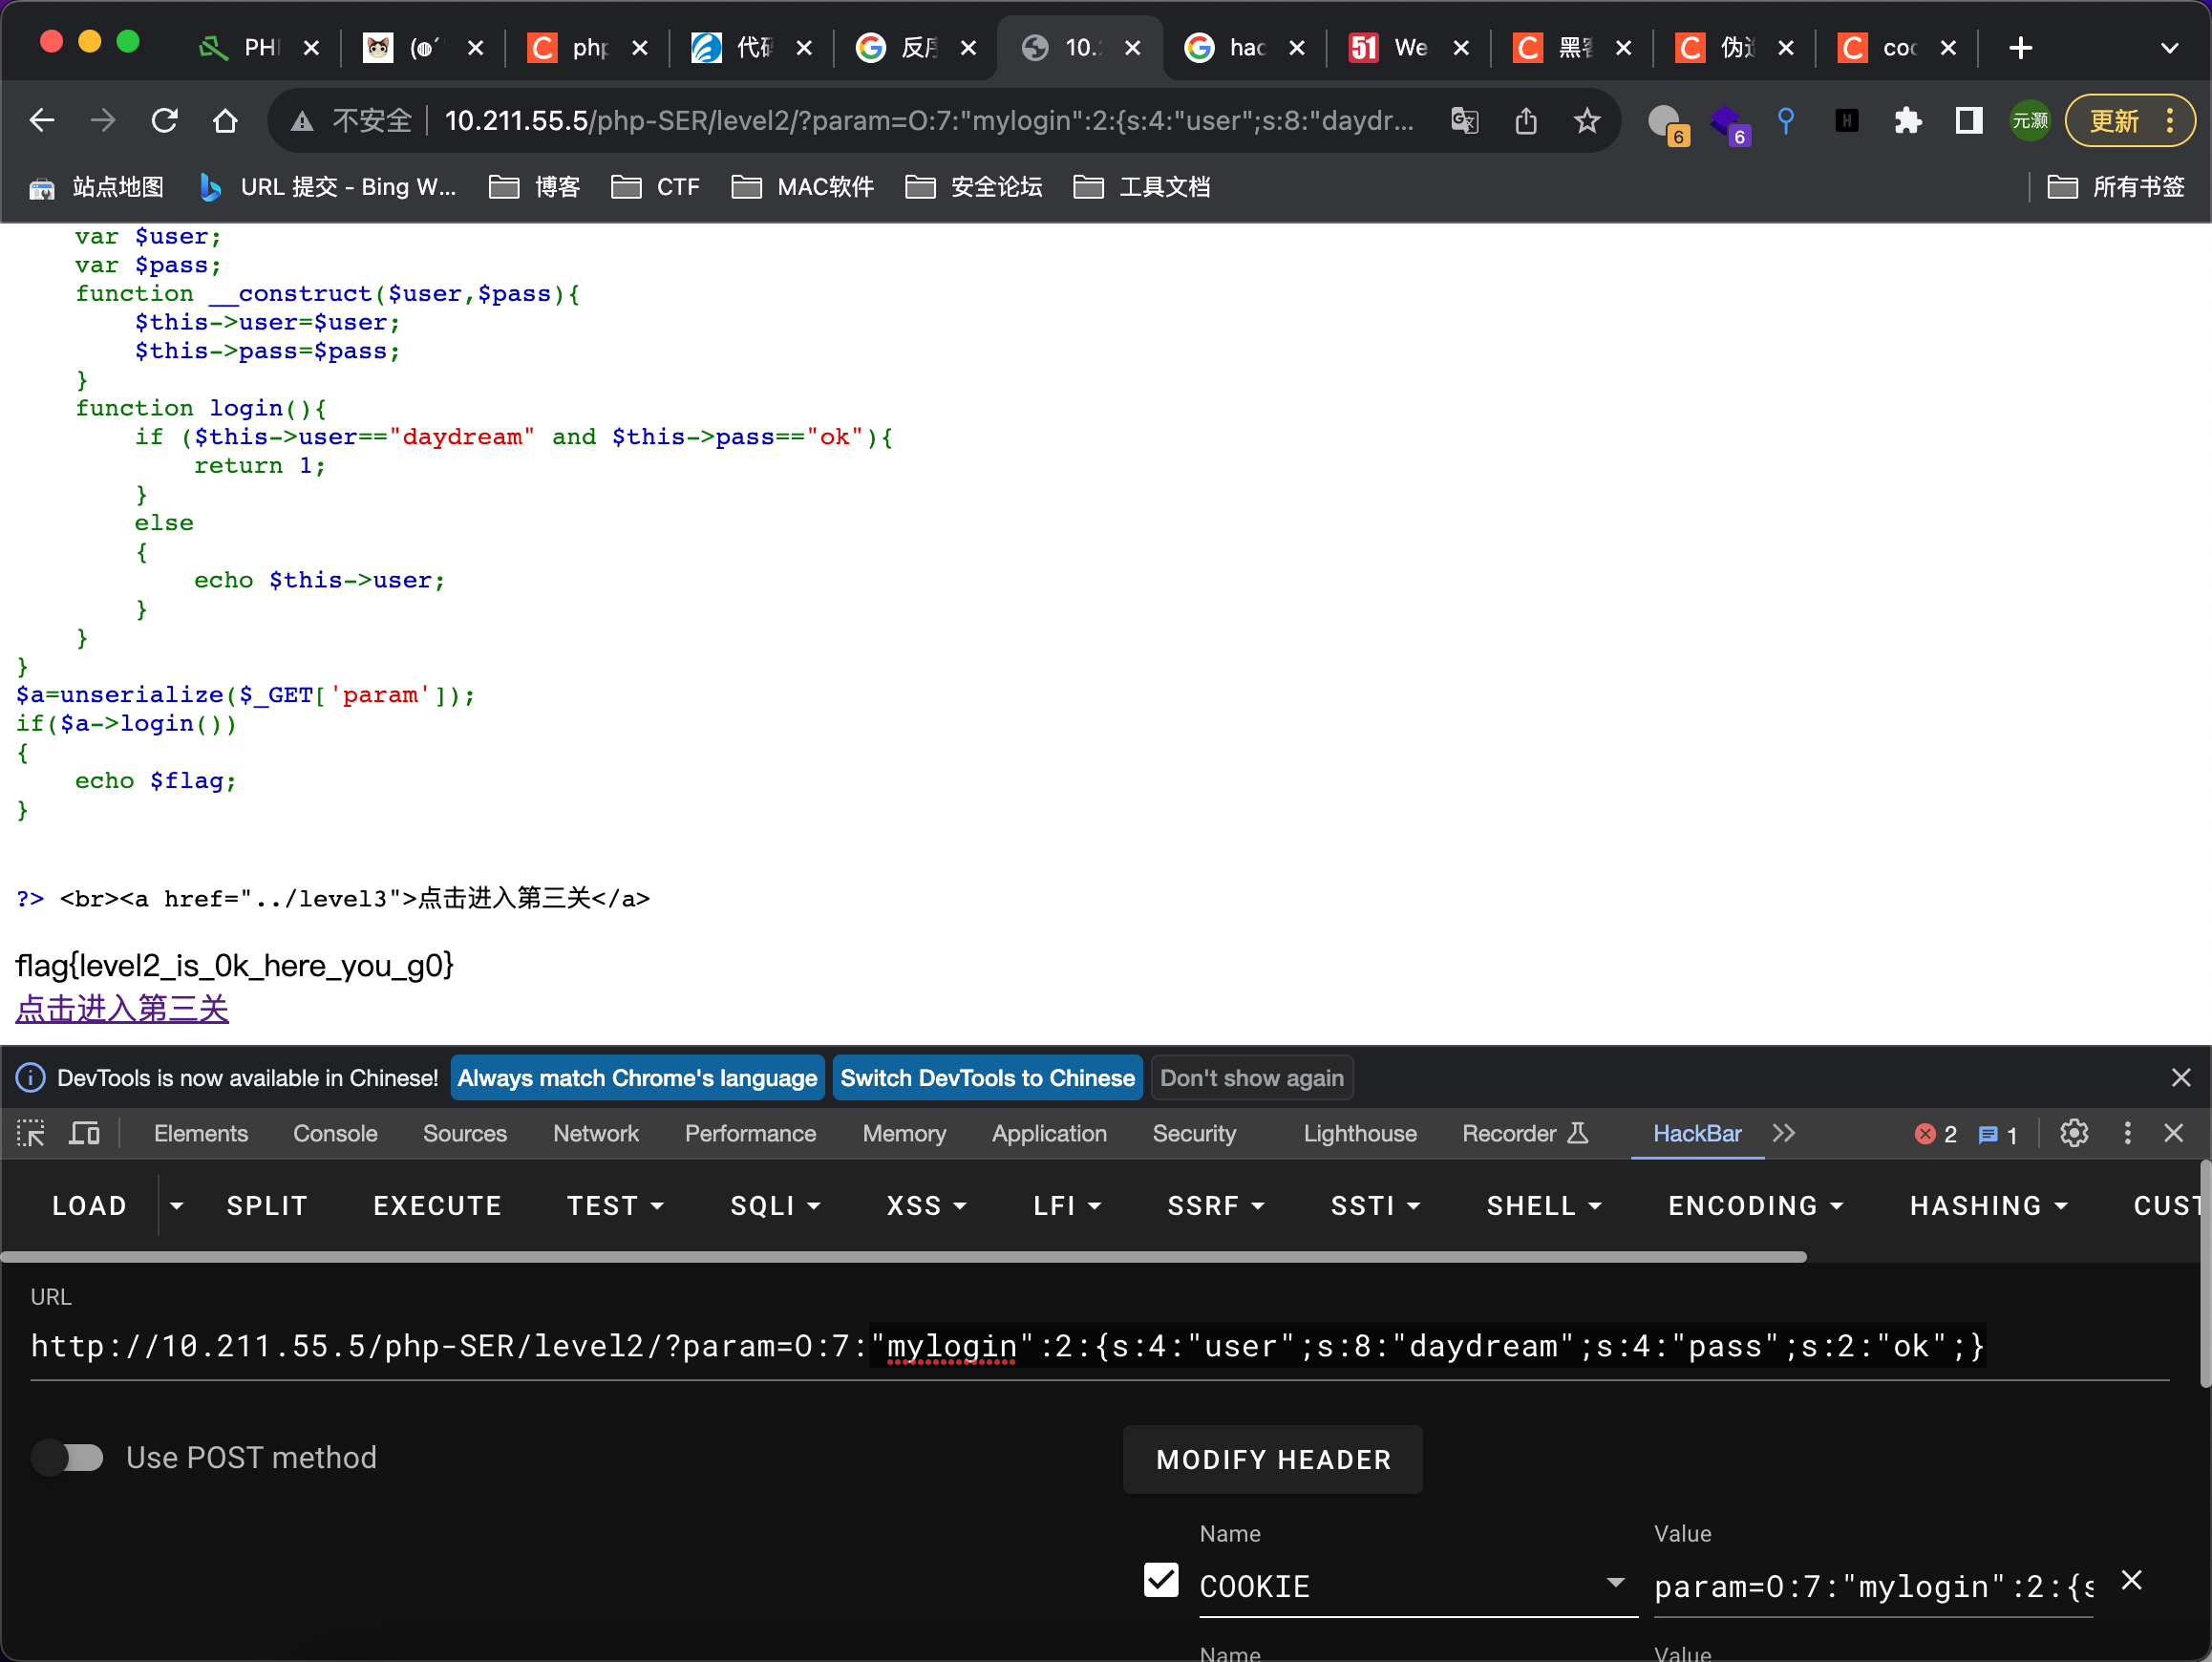 PH
(◍´
php
代码
反序
10.
hac
51 We
黑客
伪造
coo
不安全 10.211.55.5/php-SER/level2/?param=O:7:"mylogin":2:{s:4:"user";s:8:"daydr...
6 6 元灏 更新
站点地图 URL 提交 - Bing W... 博客 CTF MAC软件 安全论坛 工具文档 所有书签
var $user;
var $pass;
function __construct($user,$pass){
$this->user=$user;
$this->pass=$pass;
}
function login(){
if ($this->user=="daydream" and $this->pass=="ok"){
return 1;
}
else
{
echo $this->user;
}
}
}
$a=unserialize($_GET['param']);
if($a->login())
{
echo $flag;
}
?> <br><a href="../level3">点击进入第三关</a>
flag{level2_is_0k_here_you_g0}
点击进入第三关
DevTools is now available in Chinese! Always match Chrome's language Switch DevTools to Chinese Don't show again
Elements Console Sources Network Performance Memory Application Security Lighthouse Recorder HackBar 2 1
LOAD SPLIT EXECUTE TEST SQLI XSS LFI SSRF SSTI SHELL ENCODING HASHING CUST
URL
http://10.211.55.5/php-SER/level2/?param=O:7:"mylogin":2:{s:4:"user";s:8:"daydream";s:4:"pass";s:2:"ok";}
Use POST method
MODIFY HEADER
Name Value
COOKIE param=O:7:"mylogin":2:{s
Name Value